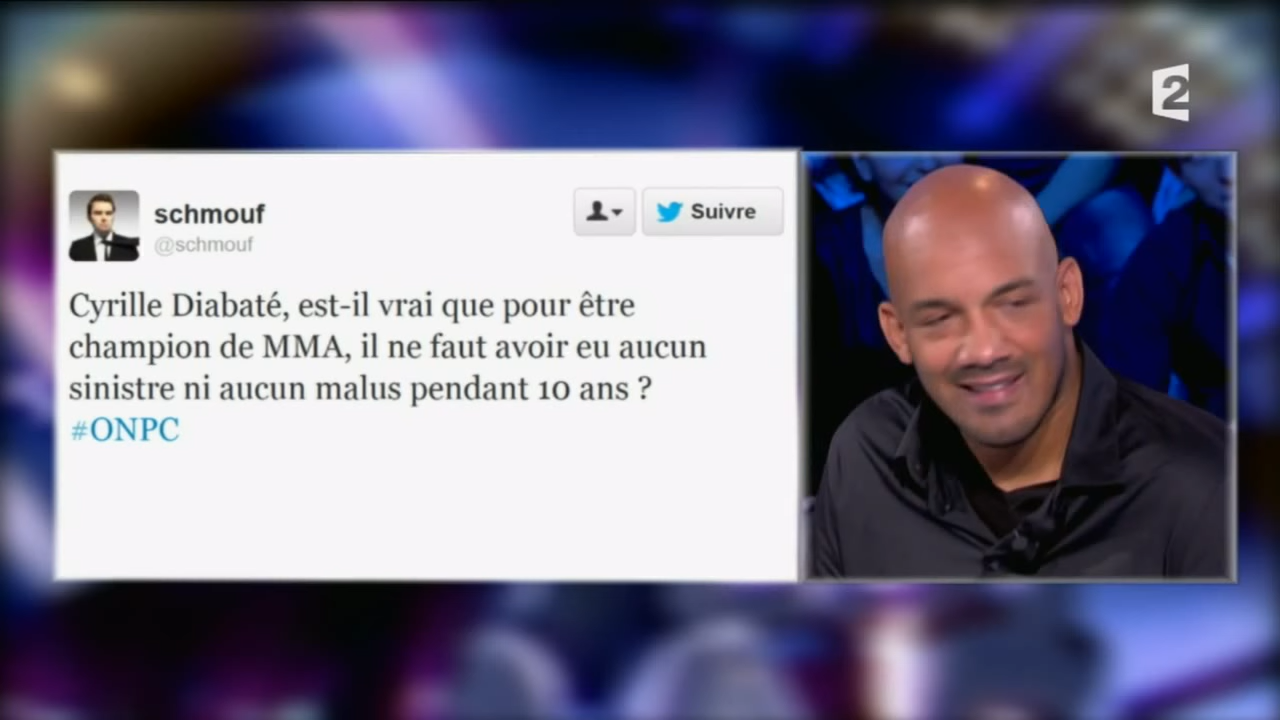 2
schmouf
@schmouf
Suivre
Cyrille Diabaté, est-il vrai que pour être
champion de MMA, il ne faut avoir eu aucun
sinistre ni aucun malus pendant 10 ans ?
#ONPC